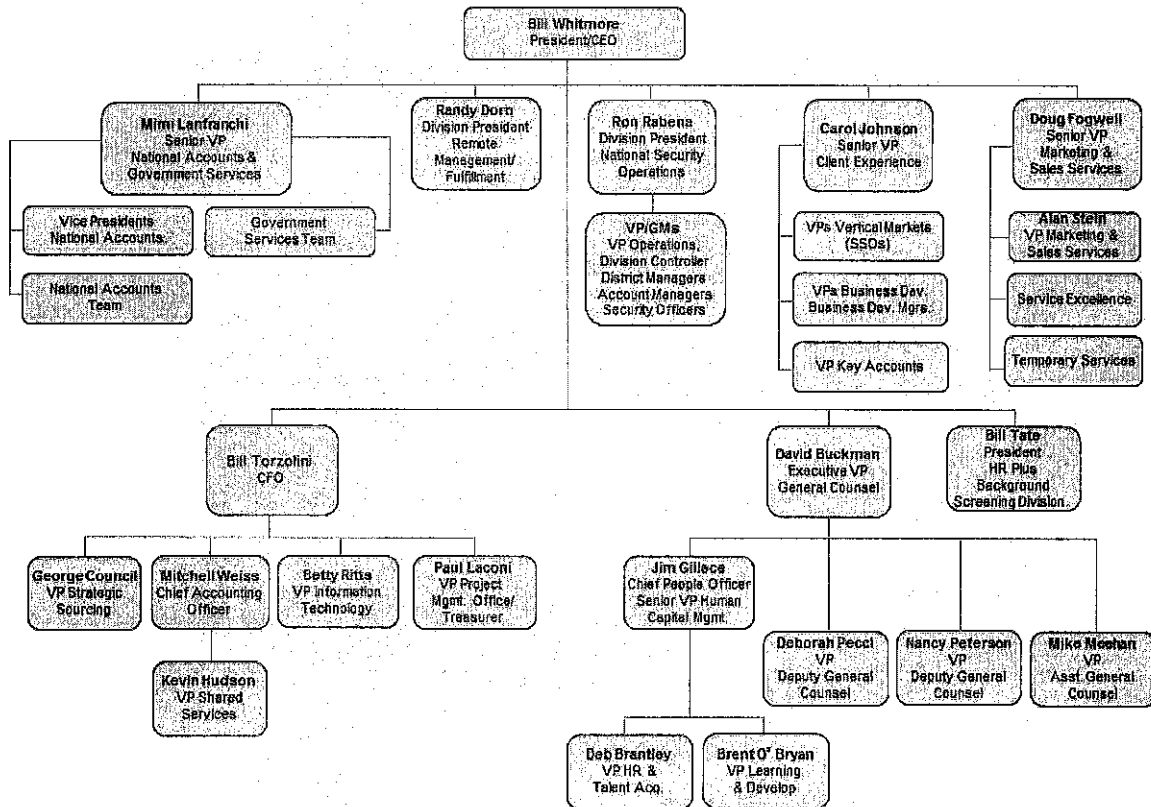 Bill Whitmore
President/CEO
Mimi Lanfranchi
Senior VP
National Accounts &
Government Services
Randy Dorn
Division President
Remote
Management/
Fulfillment
Ron Rabena
Division President
National Security
Operations
Carol Johnson
Senior VP
Client Experience
Doug Fogwell
Senior VP
Marketing &
Sales Services
Vice Presidents
National Accounts
Government
Services Team
National Accounts
Team
VP/GMs
VP Operations
Division Controller
District Managers
Account Managers
Security Officers
VPs Vertical Markets
(SSDs)
VPs Business Dev.
Business Dev. Mgrs.
VP Key Accounts
Alan Stein
VP Marketing &
Sales Services
Service Excellence
Temporary Services
Bill Torzolini
CFO
David Buckman
Executive VP
General Counsel
Bill Tate
President
HR Plus
Background
Screening Division
George Council
VP Strategic
Sourcing
Mitchell Weiss
Chief Accounting
Officer
Betty Ritts
VP Information
Technology
Paul Laconi
VP Project
Mgmt. Office/
Treasurer
Jim Gillece
Chief People Officer
Senior VP Human
Capital Mgmt.
Kevin Hudson
VP Shared
Services
Deborah Pecci
VP
Deputy General
Counsel
Nancy Peterson
VP
Deputy General
Counsel
Mike Meehan
VP
Asst. General
Counsel
Deb Brantley
VP HR &
Talent Acq.
Brent O' Bryan
VP Learning
& Develop